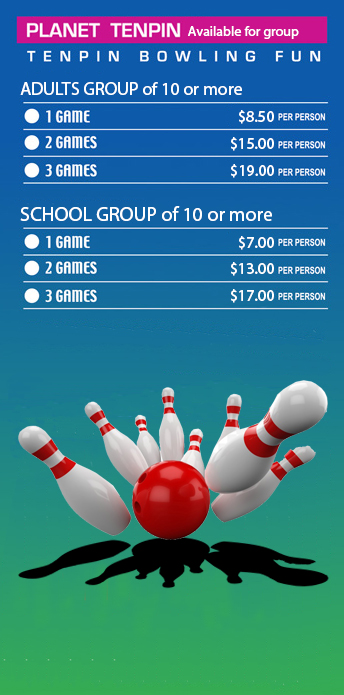 PLANET TENPIN Available for group
TENPIN BOWLING FUN
ADULTS GROUP of 10 or more
1 GAME $8.50 PER PERSON
2 GAMES $15.00 PER PERSON
3 GAMES $19.00 PER PERSON
SCHOOL GROUP of 10 or more
1 GAME $7.00 PER PERSON
2 GAMES $13.00 PER PERSON
3 GAMES $17.00 PER PERSON